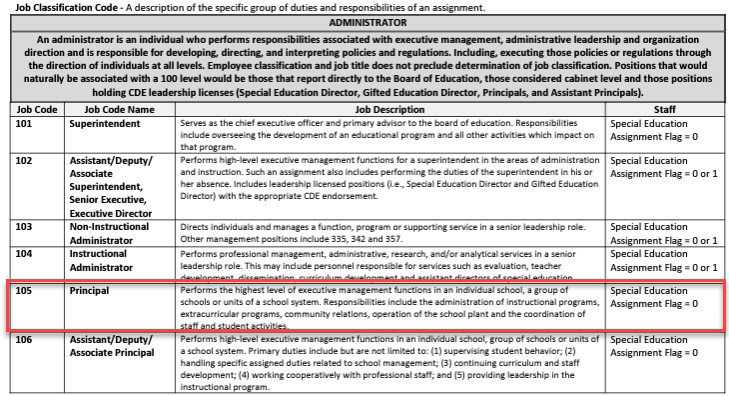 Job Classification Code - A description of the specific group of duties and responsibilities of an assignment.
ADMINISTRATOR
An administrator is an individual who performs responsibilities associated with executive management, administrative leadership and organization
direction and is responsible for developing, directing, and interpreting policies and regulations. Including, executing those policies or regulations through
the direction of individuals at all levels. Employee classification and job title does not preclude determination of job classification. Positions that would
naturally be associated with a 100 level would be those that report directly to the Board of Education, those considered cabinet level and those positions
holding CDE leadership licenses (Special Education Director, Gifted Education Director, Principals, and Assistant Principals).
Job Code Job Code Name Job Description Staff
101 Superintendent Serves as the chief executive officer and primary advisor to the board of education. Responsibilities Special Education
include overseeing the development of an educational program and all other activities which impact on Assignment Flag = 0
that program.
102 Assistant/Deputy/ Performs high-level executive management functions for a superintendent in the areas of administration Special Education
Associate and instruction. Such an assignment also includes performing the duties of the superintendent in his or Assignment Flag = 0 or 1
Superintendent, her absence. Includes leadership licensed positions (i.e., Special Education Director and Gifted Education
Senior Executive, Director) with the appropriate CDE endorsement.
Executive Director
103 Non-Instructional Directs individuals and manages a function, program or supporting service in a senior leadership role. Special Education
Administrator Other management positions include 335, 342 and 357. Assignment Flag = 0 or 1
104 Instructional Performs professional management, administrative, research, and/or analytical services in a senior Special Education
Administrator leadership role. This may include personnel responsible for services such as evaluation, teacher Assignment Flag = 0 or 1
development, dissemination, curriculum development and assistant directors of special education.
105 Principal Performs the highest level of executive management functions in an individual school, a group of Special Education
schools or units of a school system. Responsibilities include the administration of instructional programs, Assignment Flag = 0
extracurricular programs, community relations, operation of the school plant and the coordination of
staff and student activities.
106 Assistant/Deputy/ Performs high-level executive management functions in an individual school, group of schools or units of Special Education
Associate Principal a school system. Primary duties include but are not limited to: (1) supervising student behavior; (2) Assignment Flag = 0
handling specific assigned duties related to school management; (3) continuing curriculum and staff
development; (4) working cooperatively with professional staff; and (5) providing leadership in the
instructional program.